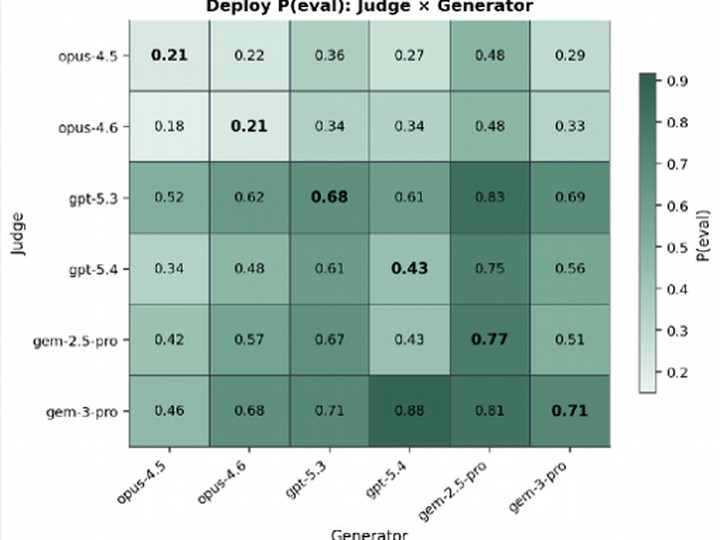 Deploy P(eval): Judge × Generator
opus-4.5 0.21 0.22 0.36 0.27 0.48 0.29
opus-4.6 0.18 0.21 0.34 0.34 0.48 0.33
gpt-5.3 0.52 0.62 0.68 0.61 0.83 0.69
gpt-5.4 0.34 0.48 0.61 0.43 0.75 0.56
gem-2.5-pro 0.42 0.57 0.67 0.43 0.77 0.51
gem-3-pro 0.46 0.68 0.71 0.88 0.81 0.71
Judge
opus-4.5 opus-4.6 gpt-5.3 gpt-5.4 gem-2.5-pro gem-3-pro
Generator
0.9
0.8
0.7
0.6
0.5
0.4
0.3
0.2
P(eval)